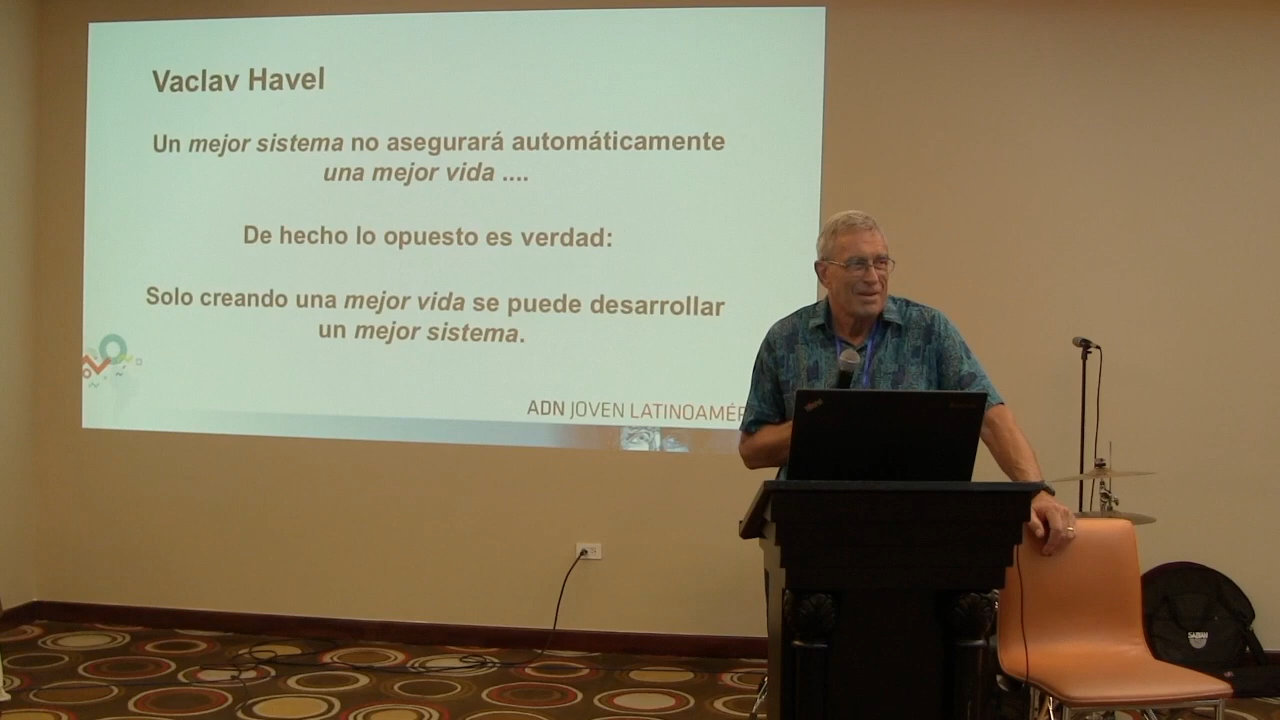 Vaclav Havel
Un mejor sistema no asegurará automáticamente
una mejor vida ....
De hecho lo opuesto es verdad:
Solo creando una mejor vida se puede desarrollar
un mejor sistema.
ADN JOVEN LATINOAMÉR
SABIAN